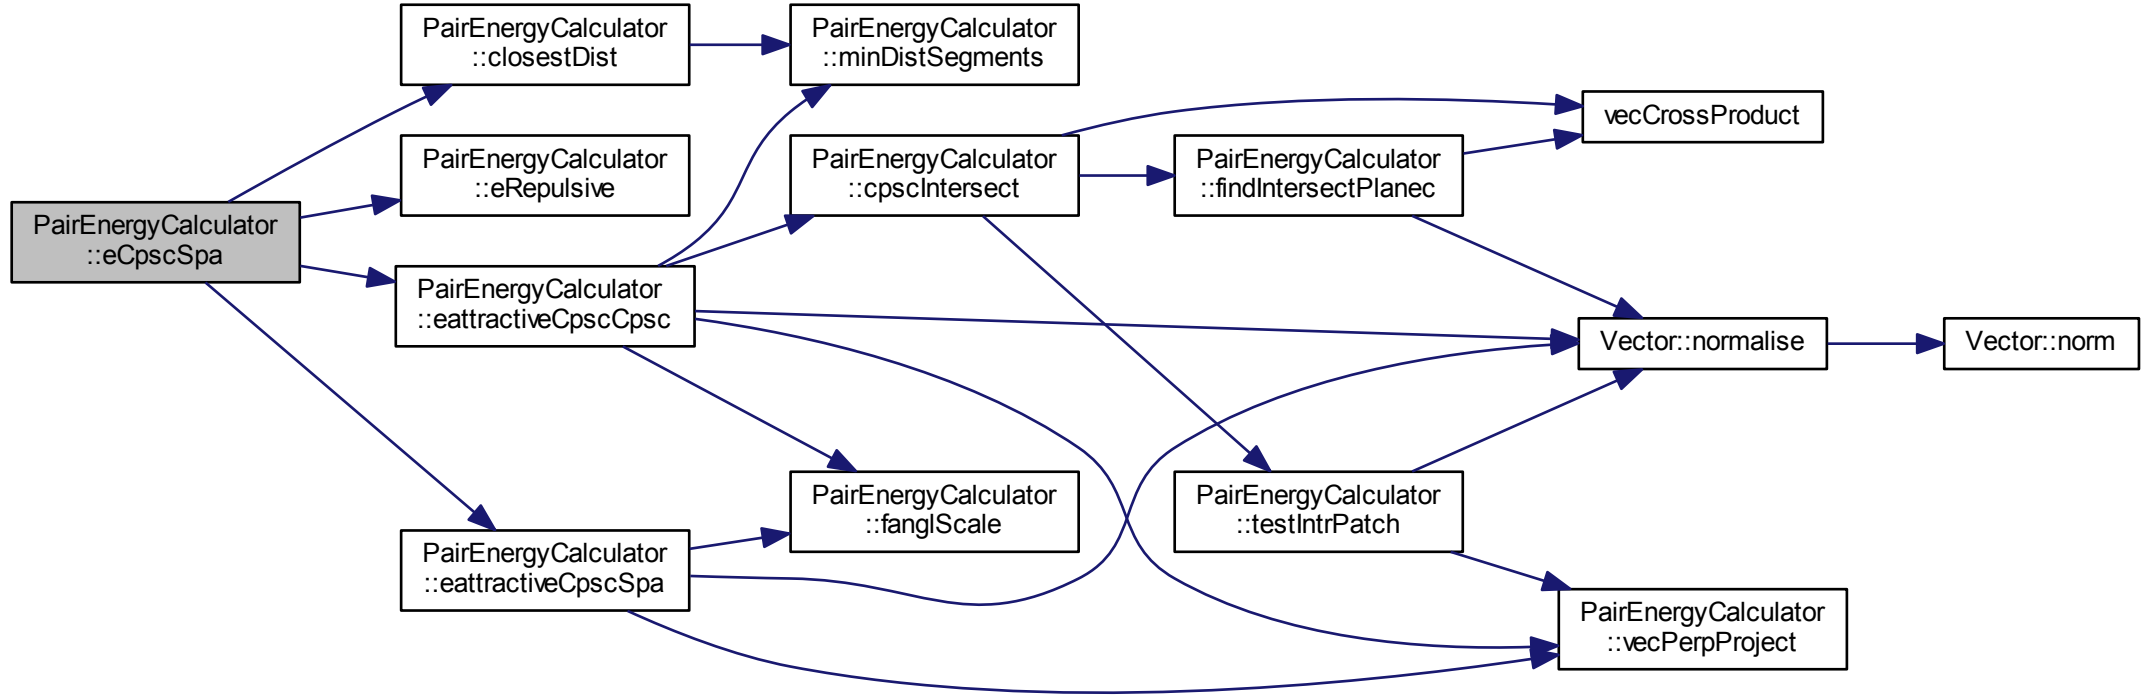 PairEnergyCalculator
::eCpscSpa
PairEnergyCalculator
::closestDist
PairEnergyCalculator
::eRepulsive
PairEnergyCalculator
::eattractiveCpscCpsc
PairEnergyCalculator
::eattractiveCpscSpa
PairEnergyCalculator
::minDistSegments
PairEnergyCalculator
::cpscIntersect
PairEnergyCalculator
::fanglScale
PairEnergyCalculator
::findIntersectPlanec
PairEnergyCalculator
::testIntrPatch
vecCrossProduct
Vector::normalise
PairEnergyCalculator
::vecPerpProject
Vector::norm